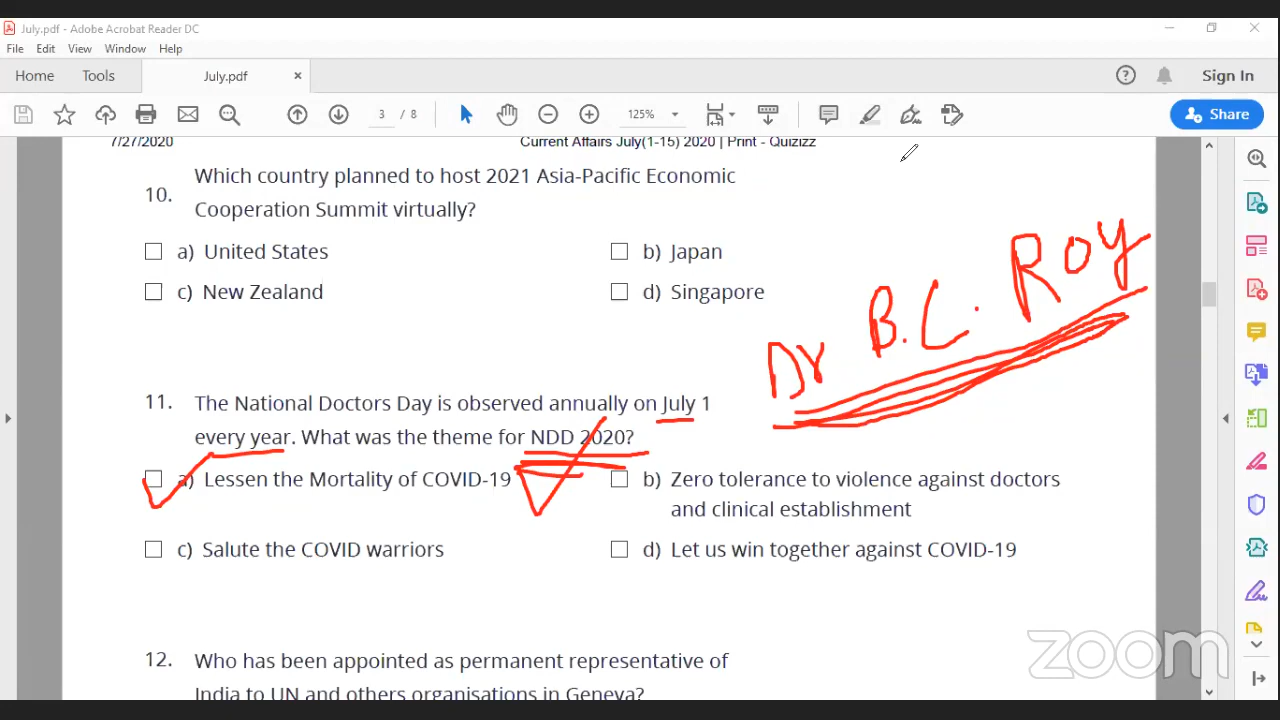 July.pdf - Adobe Acrobat Reader DC
File Edit View Window Help
Home Tools July.pdf × Sign In
3 / 8 125% Share
7/27/2020 Current Affairs July(1-15) 2020 | Print - Quizizz
10. Which country planned to host 2021 Asia-Pacific Economic
Cooperation Summit virtually?
a) United States b) Japan
c) New Zealand d) Singapore
Dr B.C. Roy
11. The National Doctors Day is observed annually on July 1
every year. What was the theme for NDD 2020?
a) Lessen the Mortality of COVID-19 b) Zero tolerance to violence against doctors
and clinical establishment
c) Salute the COVID warriors d) Let us win together against COVID-19
12. Who has been appointed as permanent representative of
India to UN and others organisations in Geneva?
zoom